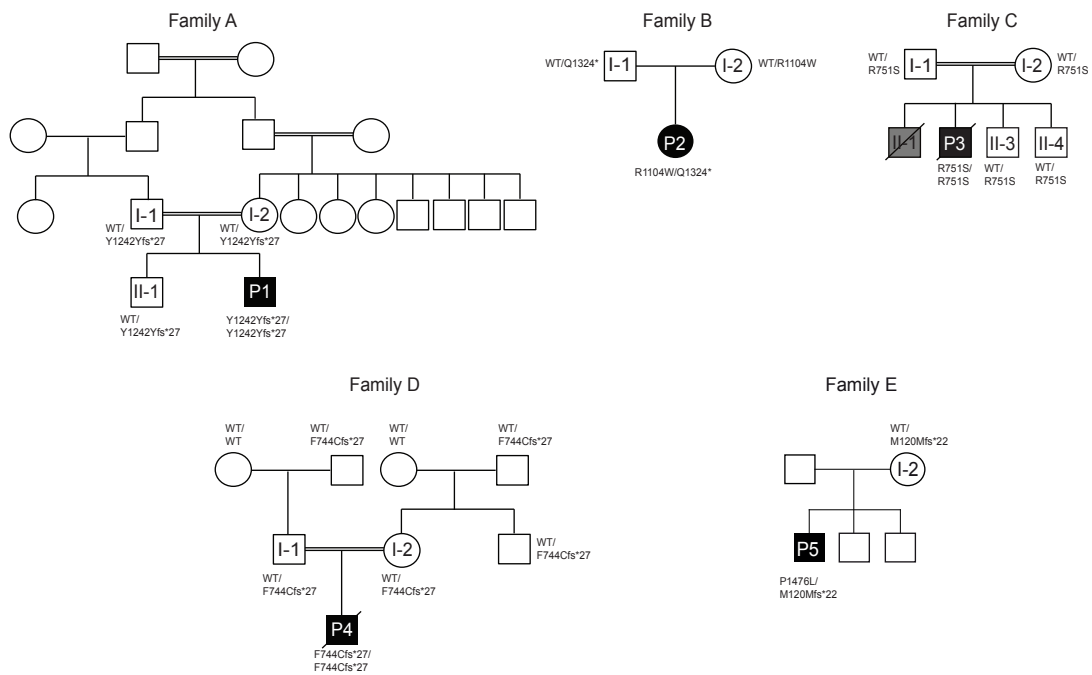 Family A
I-1
I-2
WT/
Y1242Yfs*27
WT/
Y1242Yfs*27
II-1
P1
WT/
Y1242Yfs*27
Y1242Yfs*27/
Y1242Yfs*27
Family B
WT/Q1324*
I-1
I-2
WT/R1104W
P2
R1104W/Q1324*
Family C
WT/
R751S
I-1
I-2
WT/
R751S
II-1
P3
II-3
II-4
R751S/
R751S
WT/
R751S
WT/
R751S
Family D
WT/
WT
WT/
F744Cfs*27
WT/
WT
WT/
F744Cfs*27
I-1
I-2
WT/
F744Cfs*27
WT/
F744Cfs*27
WT/
F744Cfs*27
P4
F744Cfs*27/
F744Cfs*27
Family E
WT/
M120Mfs*22
I-2
P5
P1476L/
M120Mfs*22